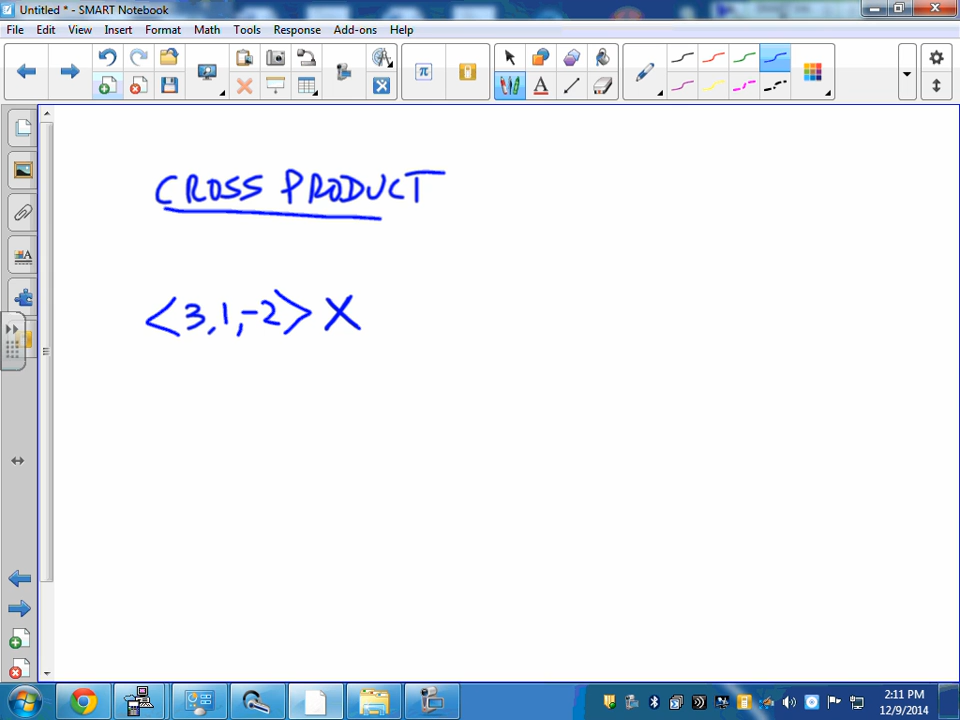 Untitled * - SMART Notebook
File Edit View Insert Format Math Tools Response Add-ons Help
CROSS PRODUCT
<3,1,-2> X
2:11 PM
12/9/2014